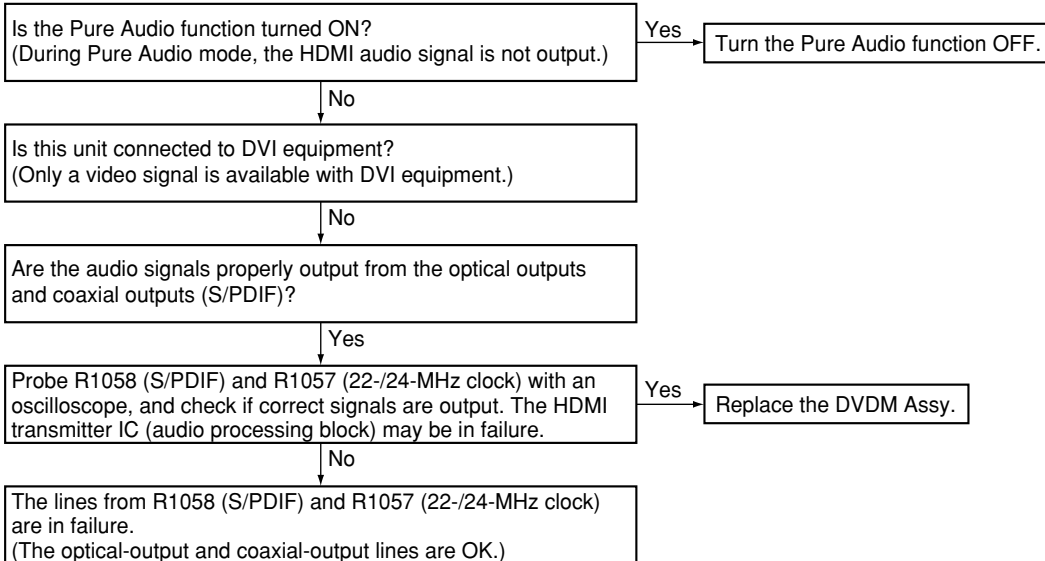 Is the Pure Audio function turned ON?
(During Pure Audio mode, the HDMI audio signal is not output.)
Yes
Turn the Pure Audio function OFF.
No
Is this unit connected to DVI equipment?
(Only a video signal is available with DVI equipment.)
No
Are the audio signals properly output from the optical outputs
and coaxial outputs (S/PDIF)?
Yes
Probe R1058 (S/PDIF) and R1057 (22-/24-MHz clock) with an
oscilloscope, and check if correct signals are output. The HDMI
transmitter IC (audio processing block) may be in failure.
Yes
Replace the DVDM Assy.
No
The lines from R1058 (S/PDIF) and R1057 (22-/24-MHz clock)
are in failure.
(The optical-output and coaxial-output lines are OK.)